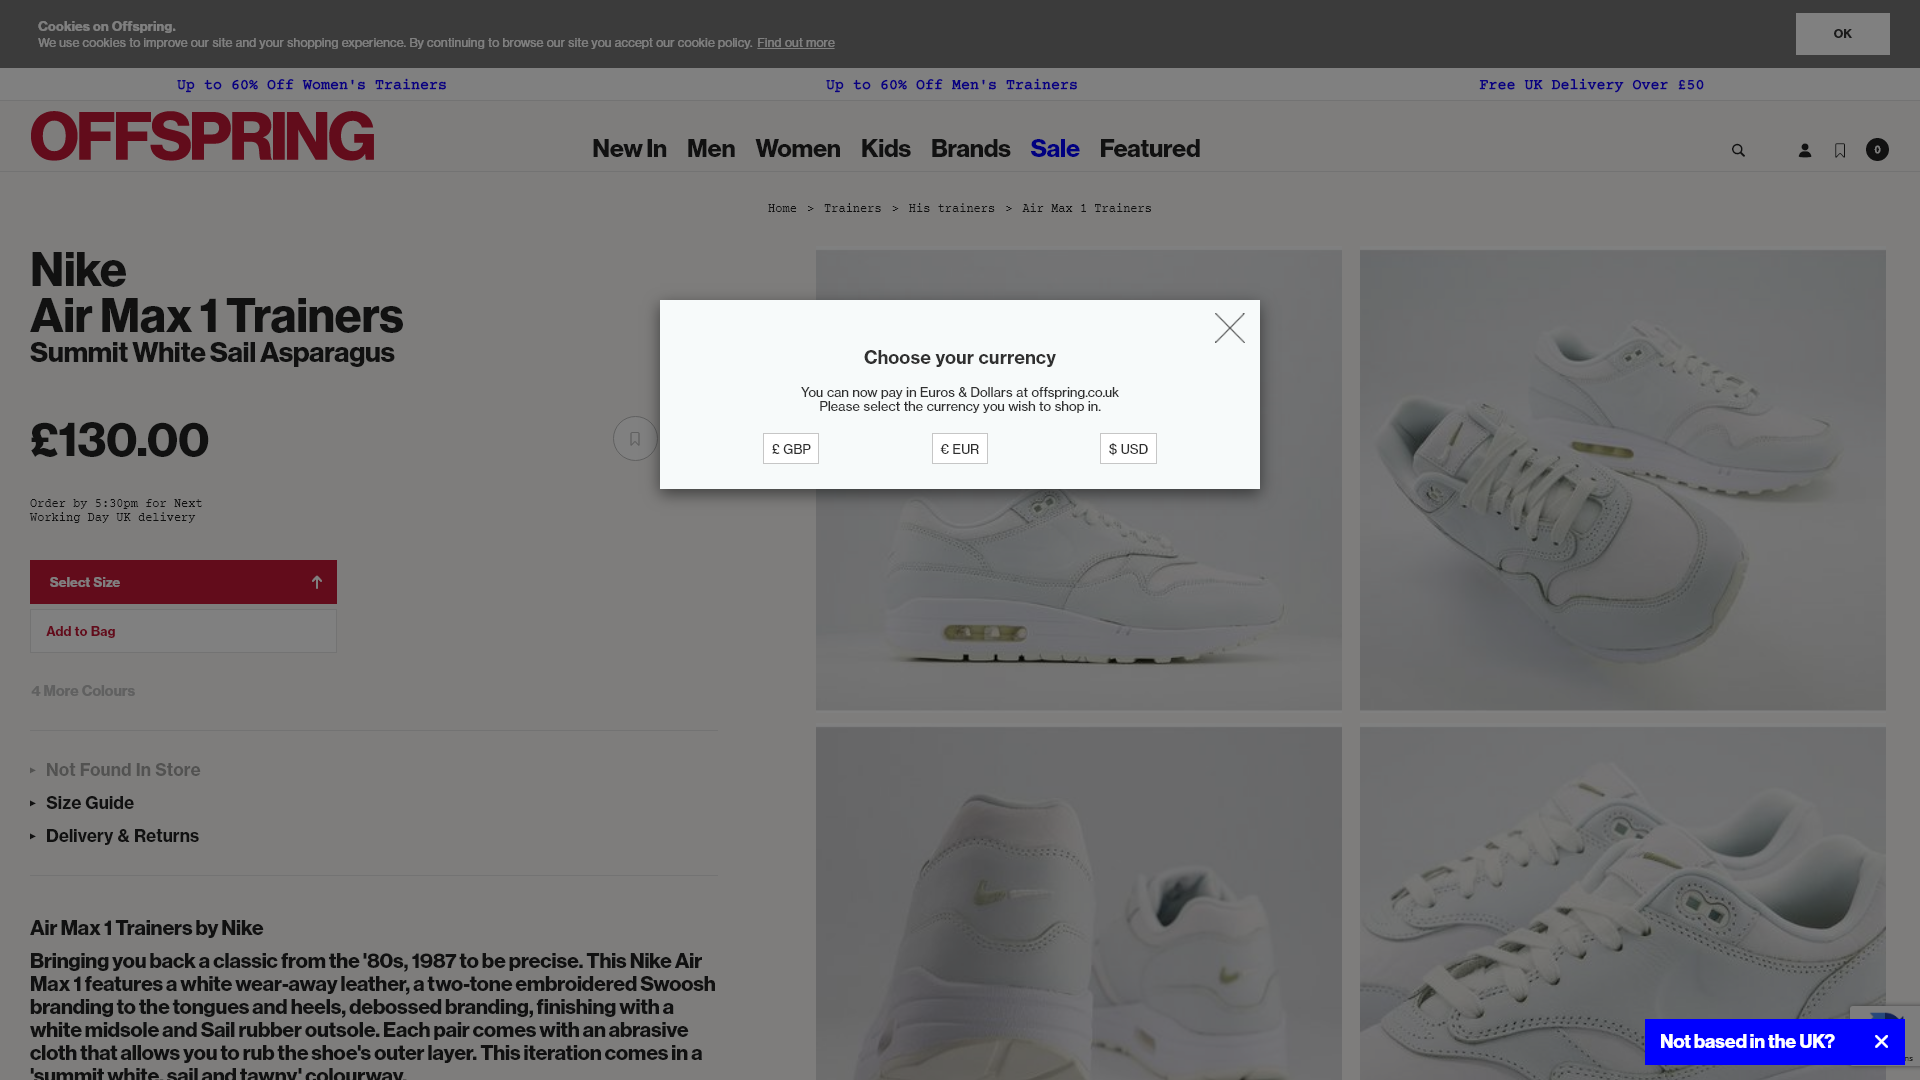 Cookies on Offspring.
We use cookies to improve our site and your shopping experience. By continuing to browse our site you accept our cookie policy. Find out more
OK
Up to 60% Off Women's Trainers
Up to 60% Off Men's Trainers
Free UK Delivery Over £50
OFFSPRING
New In Men Women Kids Brands Sale Featured
0
Home > Trainers > His trainers > Air Max 1 Trainers
Nike
Air Max 1 Trainers
Summit White Sail Asparagus
£130.00
Order by 5:30pm for Next
Working Day UK delivery
Select Size
Add to Bag
4 More Colours
Not Found In Store
Size Guide
Delivery & Returns
Air Max 1 Trainers by Nike
Bringing you back a classic from the '80s, 1987 to be precise. This Nike Air
Max 1 features a white wear-away leather, a two-tone embroidered Swoosh
branding to the tongues and heels, debossed branding, finishing with a
white midsole and Sail rubber outsole. Each pair comes with an abrasive
cloth that allows you to rub the shoe's outer layer. This iteration comes in a
'summit white, sail and tawny' colourway.
Choose your currency
You can now pay in Euros & Dollars at offspring.co.uk
Please select the currency you wish to shop in.
£ GBP
€ EUR
$ USD
Not based in the UK?